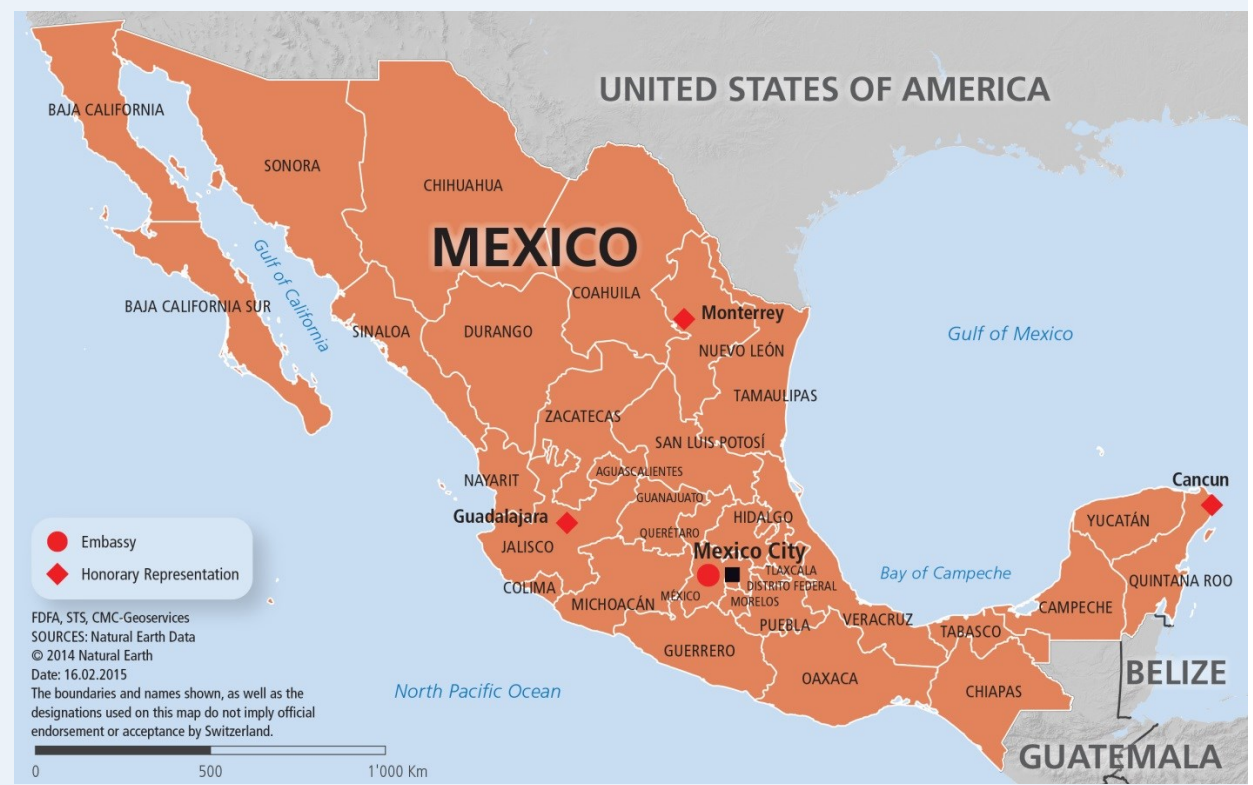 UNITED STATES OF AMERICA
BAJA CALIFORNIA
SONORA
CHIHUAHUA
MEXICO
COAHUILA
Gulf of California
BAJA CALIFORNIA SUR
SINALOA
DURANGO
Monterrey
NUEVO LEÓN
Gulf of Mexico
TAMAULIPAS
ZACATECAS
SAN LUIS POTOSÍ
AGUASCALIENTES
NAYARIT
GUANAJUATO
Cancun
Guadalajara
HIDALGO
YUCATÁN
QUERÉTARO
JALISCO
Mexico City
TLAXCALA
Bay of Campeche
DISTRITO FEDERAL
QUINTANA ROO
COLIMA
MÉXICO
MORELOS
MICHOACÁN
CAMPECHE
PUEBLA
VERACRUZ
TABASCO
GUERRERO
OAXACA
BELIZE
CHIAPAS
North Pacific Ocean
GUATEMALA
Embassy
Honorary Representation
FDFA, STS, CMC-Geoservices
SOURCES: Natural Earth Data
© 2014 Natural Earth
Date: 16.02.2015
The boundaries and names shown, as well as the
designations used on this map do not imply official
endorsement or acceptance by Switzerland.
0 500 1'000 Km